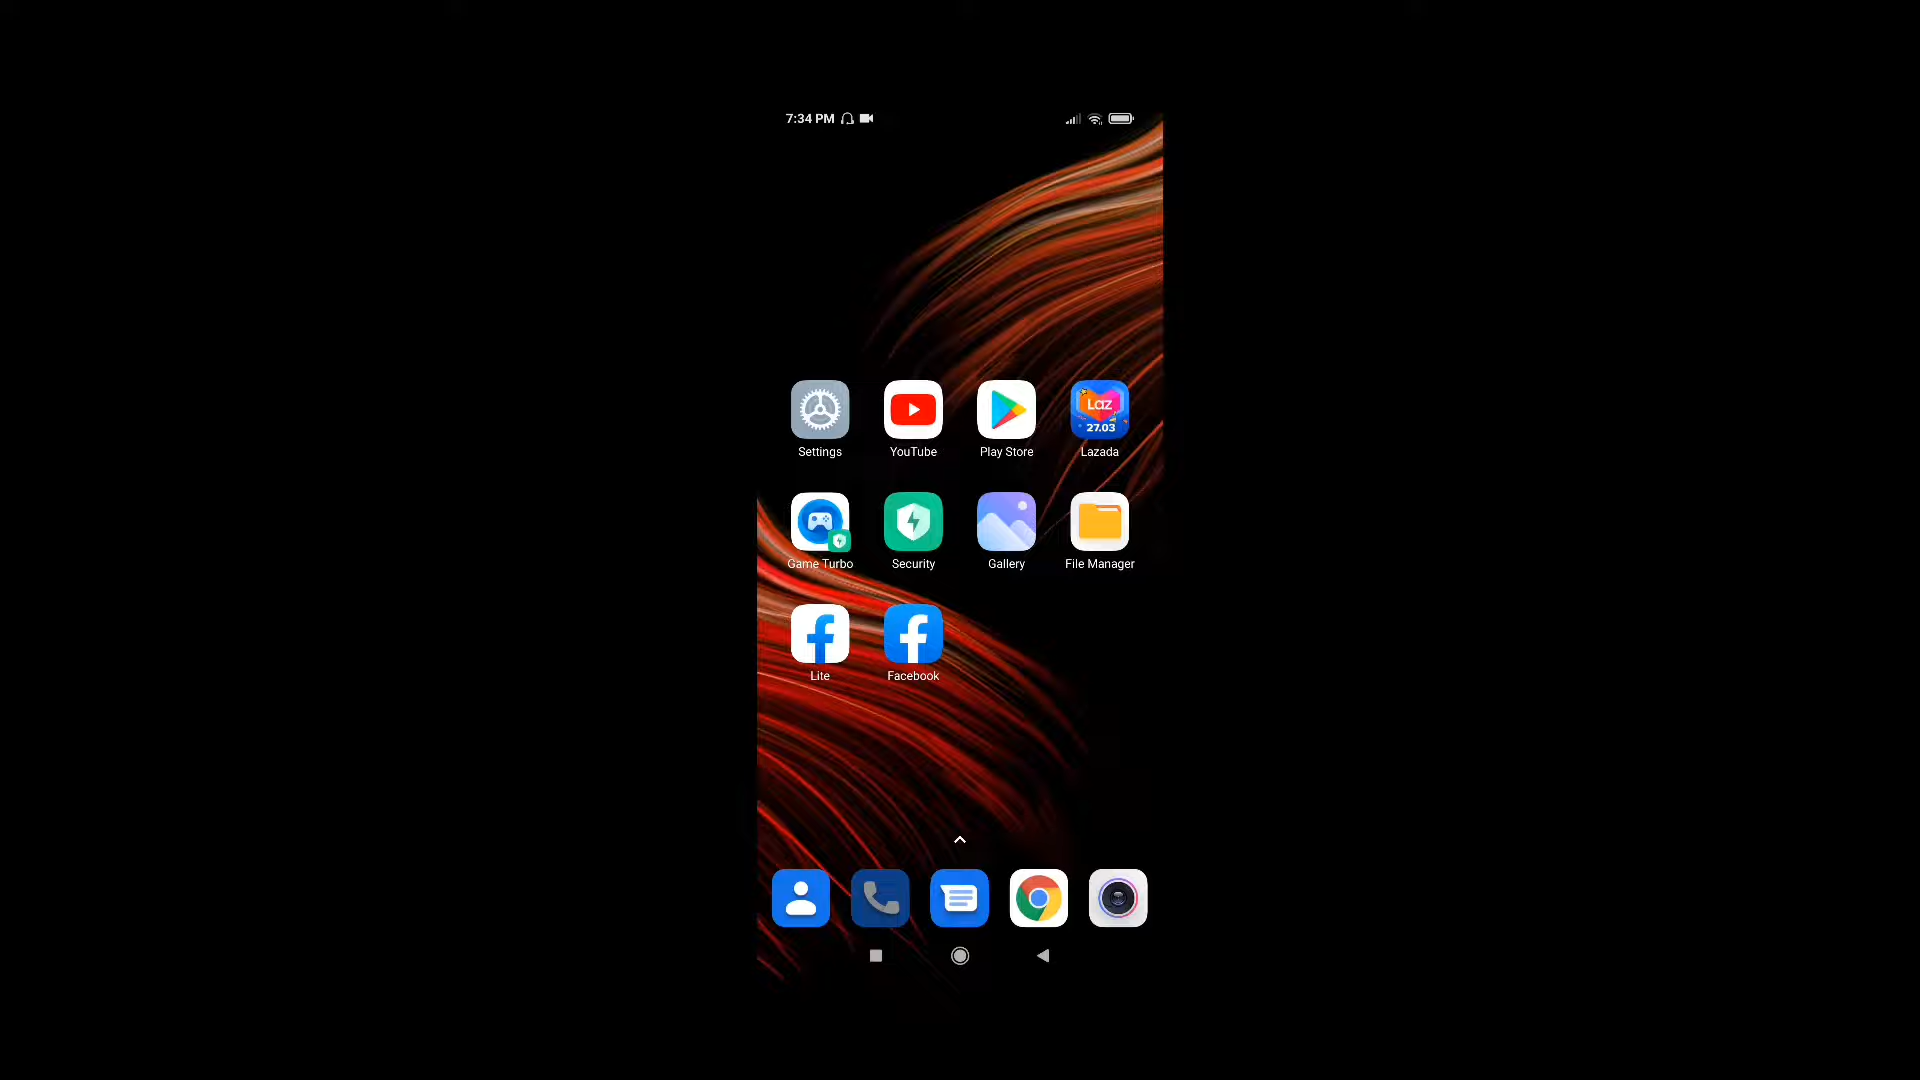 7:34 PM
Settings
YouTube
Play Store
Laz
27.03
Lazada
Game Turbo
Security
Gallery
File Manager
Lite
Facebook